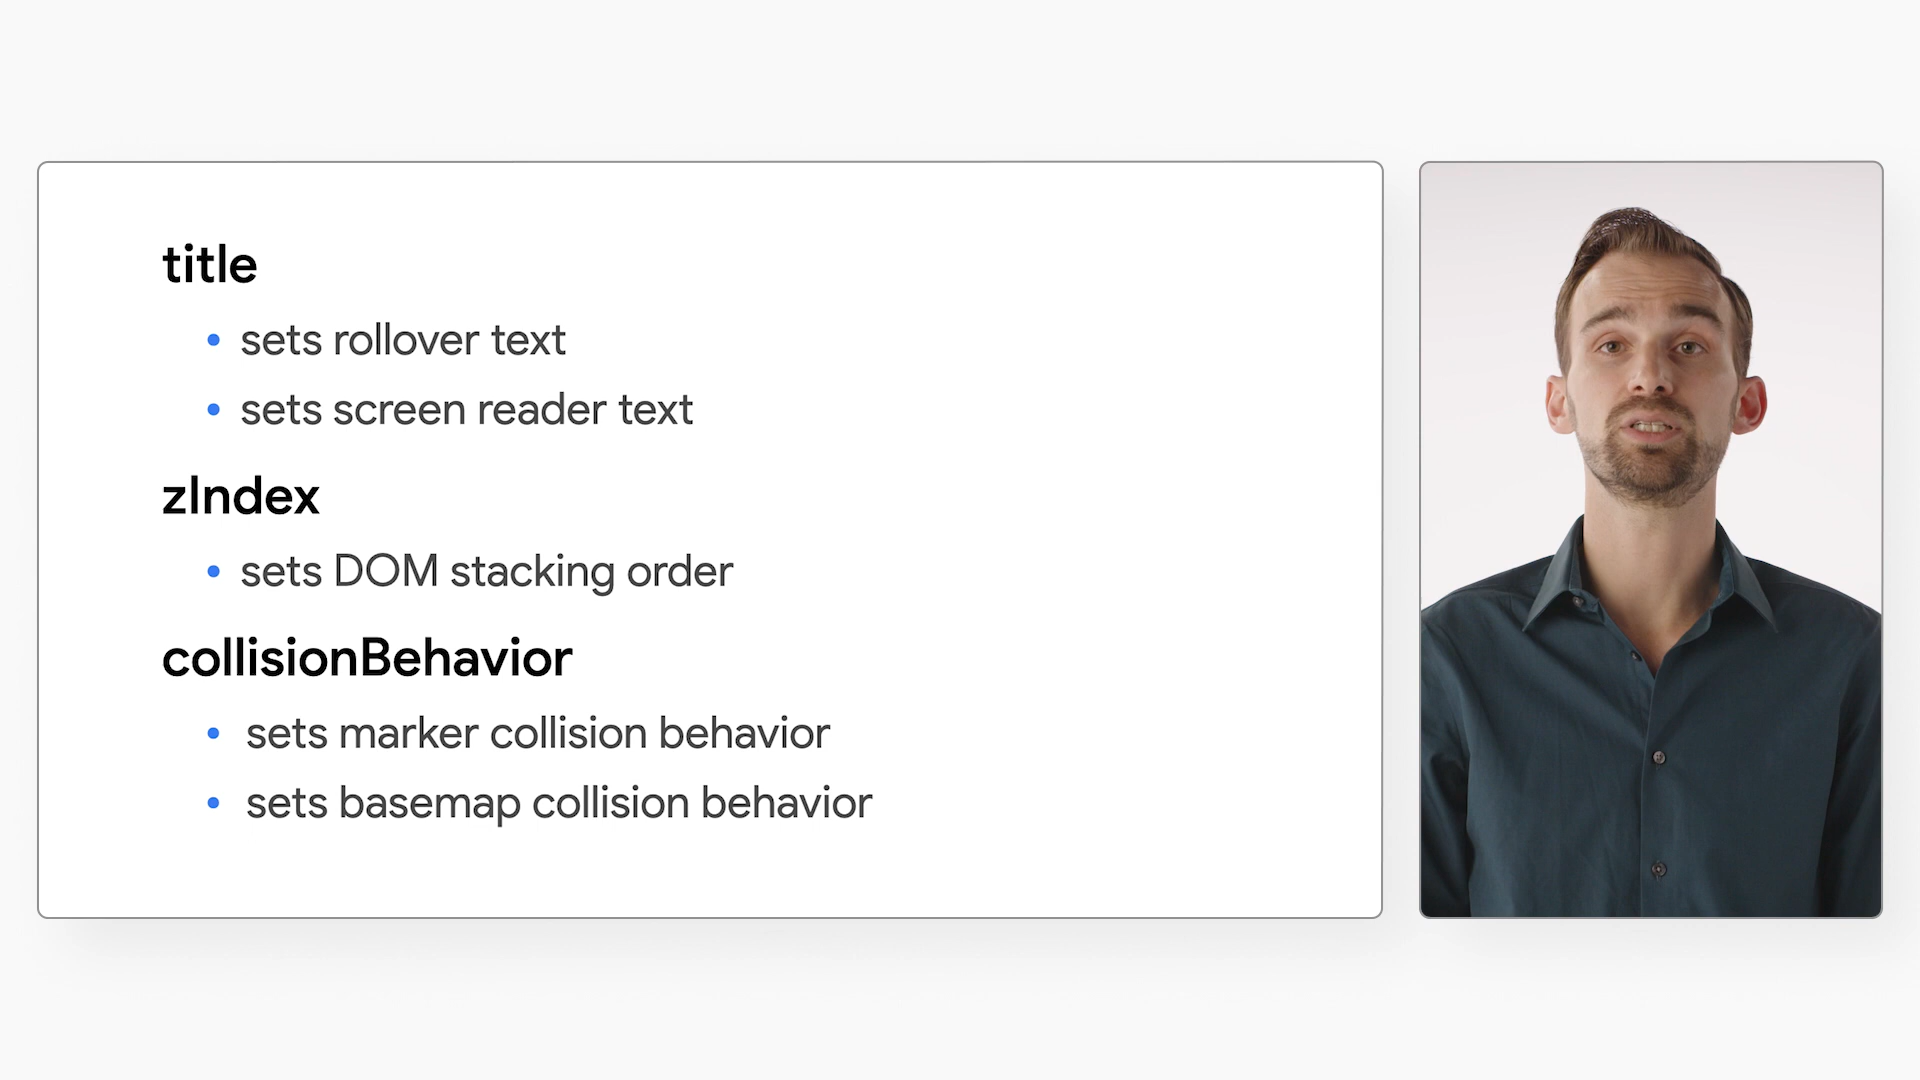 title
sets rollover text
sets screen reader text
zIndex
sets DOM stacking order
collisionBehavior
sets marker collision behavior
sets basemap collision behavior